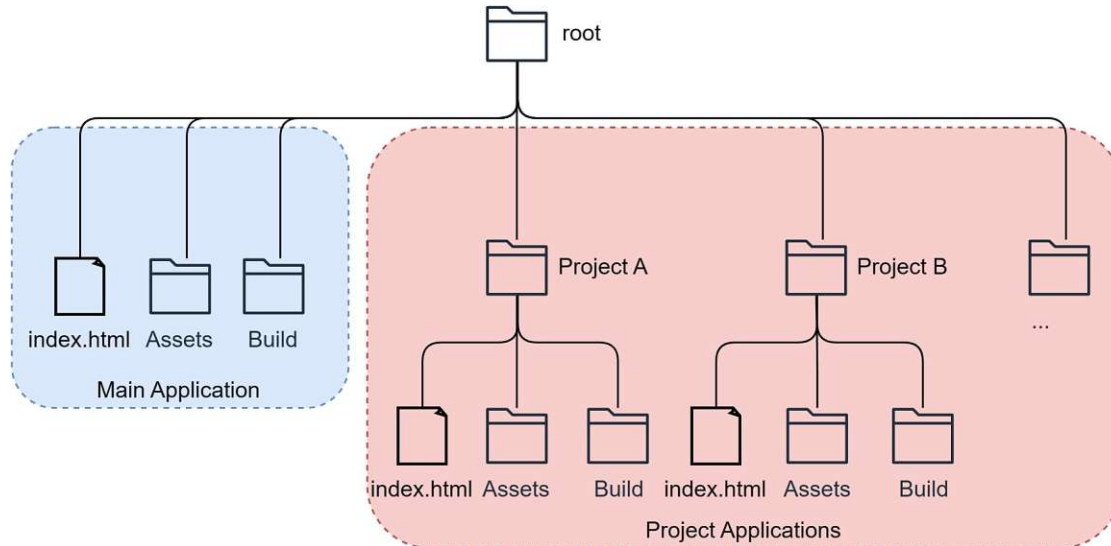 root
Project A
Project B
...
index.html
Assets
Build
Main Application
index.html
Assets
Build
index.html
Assets
Build
Project Applications